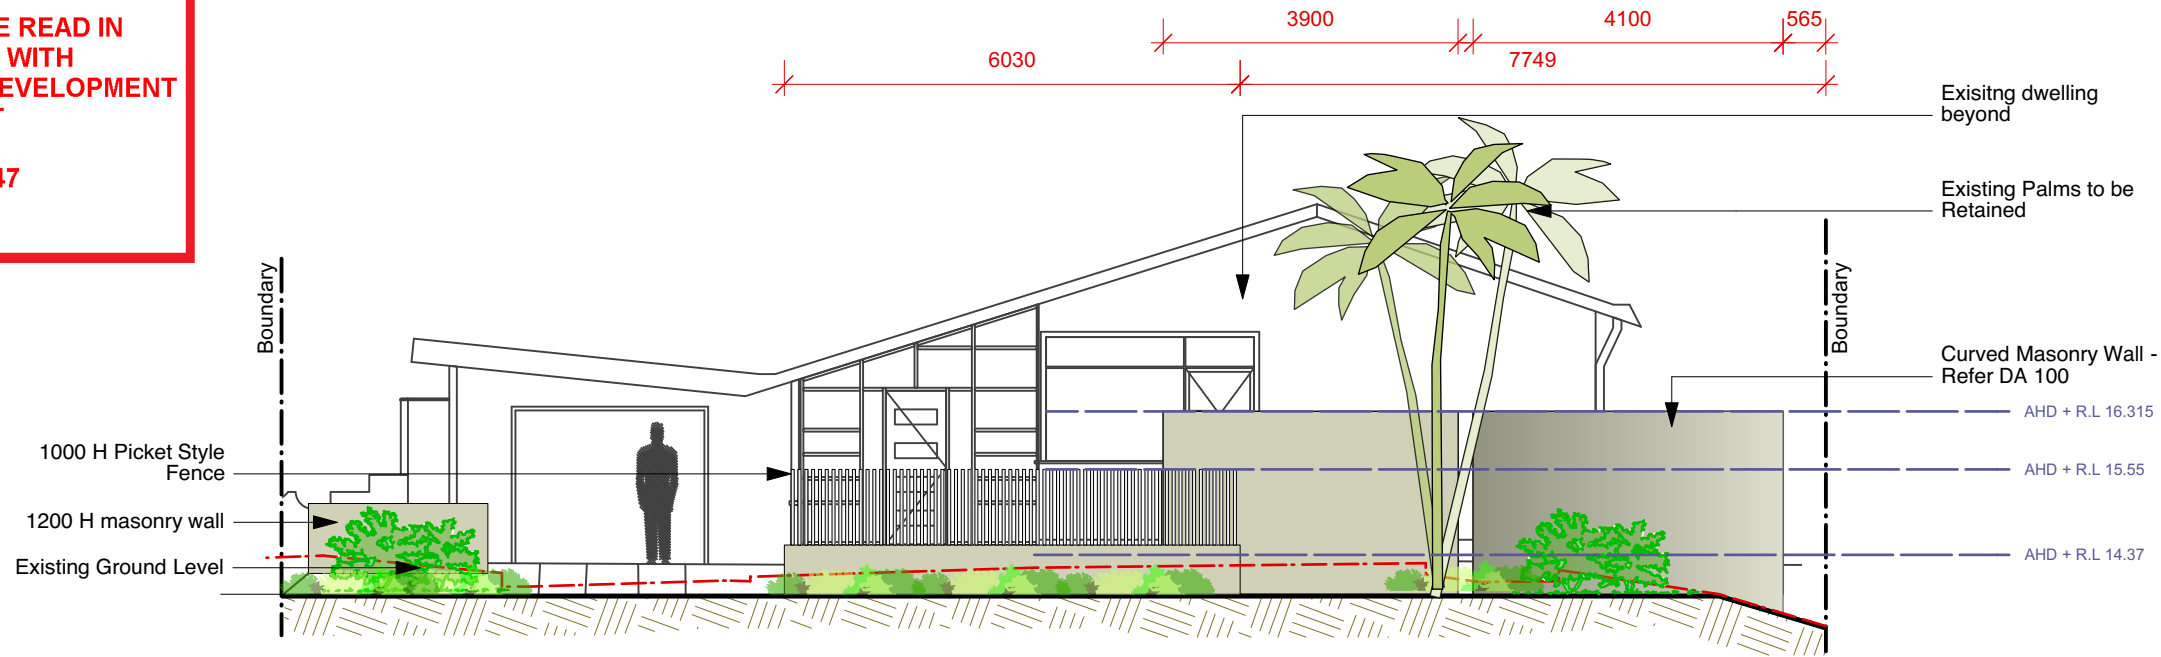 E READ IN
WITH
EVELOPMENT
47
3900
4100
565
6030
7749
Exisitng dwelling
beyond
Existing Palms to be
Retained
Boundary
Boundary
Curved Masonry Wall -
Refer DA 100
AHD + R.L 16.315
1000 H Picket Style
Fence
AHD + R.L 15.55
1200 H masonry wall
AHD + R.L 14.37
Existing Ground Level